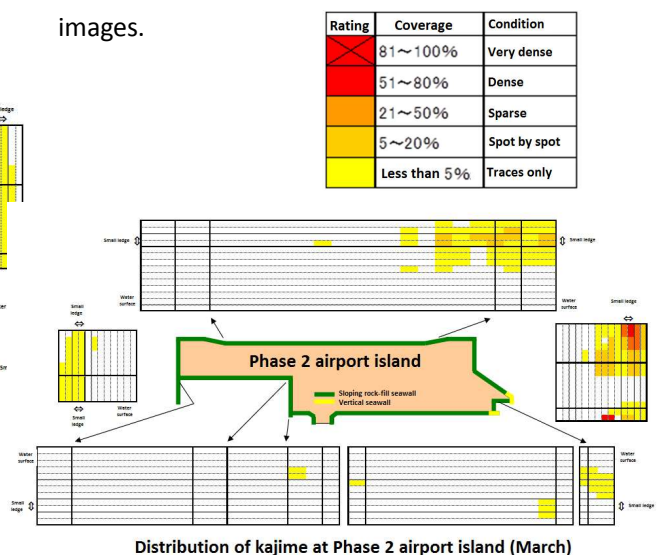 images.
Rating Coverage Condition
81～100% Very dense
51～80% Dense
21～50% Sparse
5～20% Spot by spot
Less than 5% Traces only
ledge
Small ledge
Small ledge
Water surface
Water surface
Small ledge
Small ledge
Water surface
Small ledge
Phase 2 airport island
Sloping rock-fill seawall
Vertical seawall
Water surface
Small ledge
Water surface
Small ledge
Distribution of kajime at Phase 2 airport island (March)